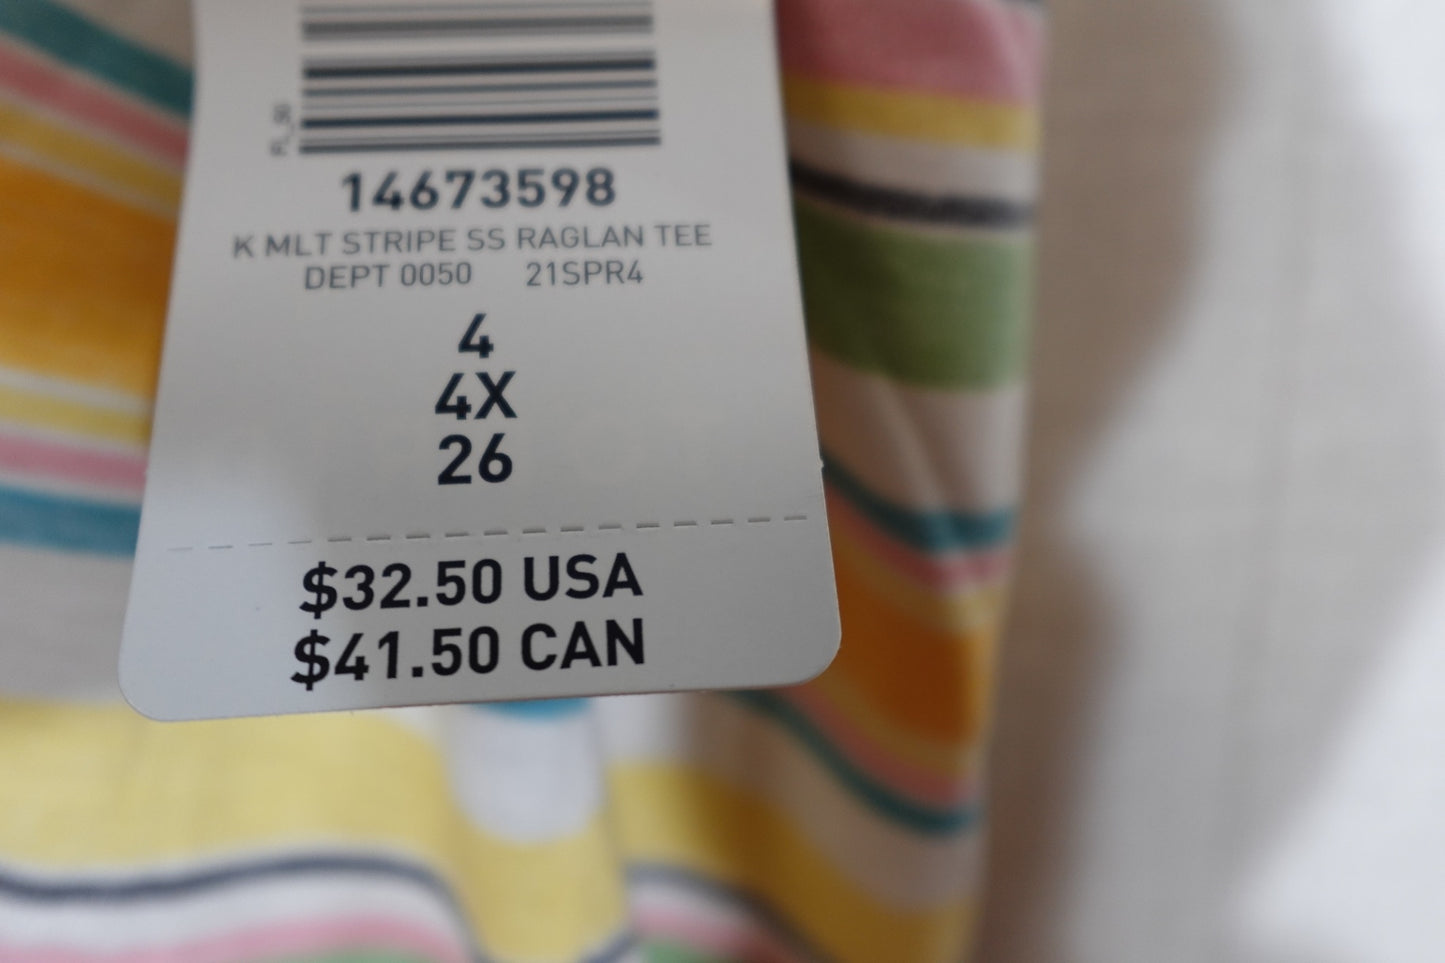 14673598
K MLT STRIPE SS RAGLAN TEE
DEPT 0050 21SPR4
4
4X
26
$32.50 USA
$41.50 CAN